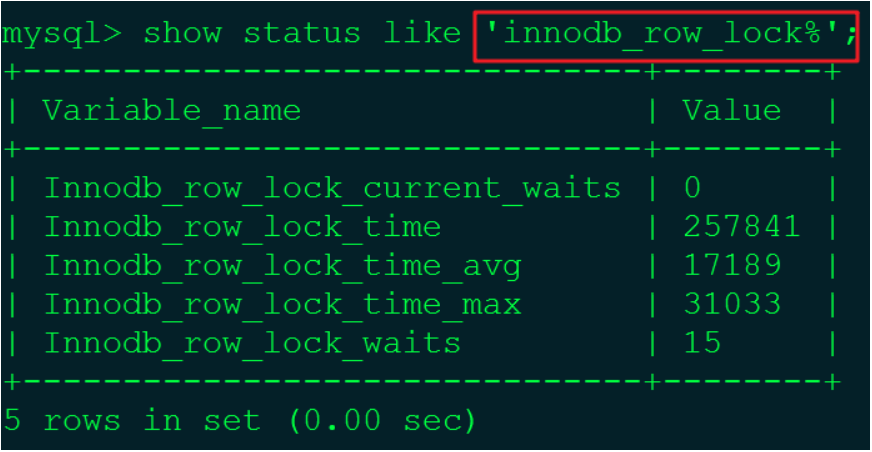 mysql> show status like 'innodb_row_lock%';
+-------------------------------+--------+
| Variable_name                 | Value  |
+-------------------------------+--------+
| Innodb_row_lock_current_waits | 0      |
| Innodb_row_lock_time          | 257841 |
| Innodb_row_lock_time_avg      | 17189  |
| Innodb_row_lock_time_max      | 31033  |
| Innodb_row_lock_waits         | 15     |
+-------------------------------+--------+
5 rows in set (0.00 sec)